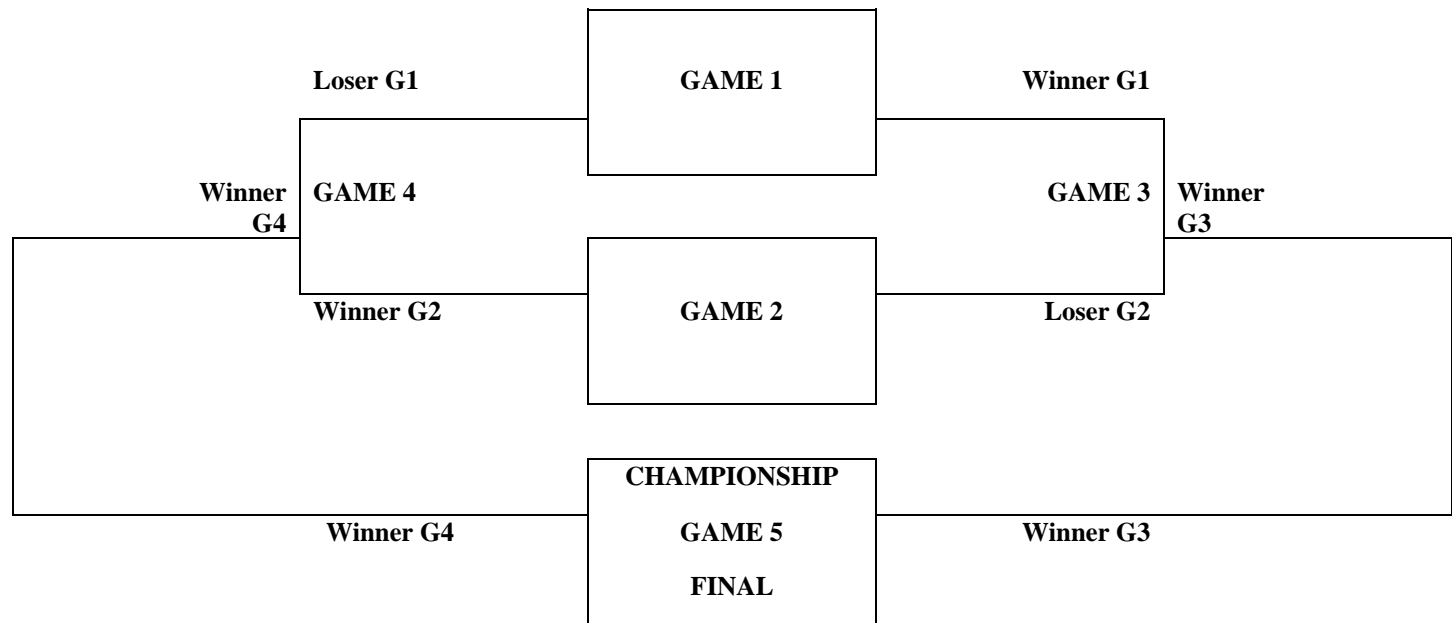 Loser G1
GAME 1
Winner G1
Winner
G4
GAME 4
GAME 3
Winner
G3
Winner G2
GAME 2
Loser G2
CHAMPIONSHIP
Winner G4
GAME 5
Winner G3
FINAL